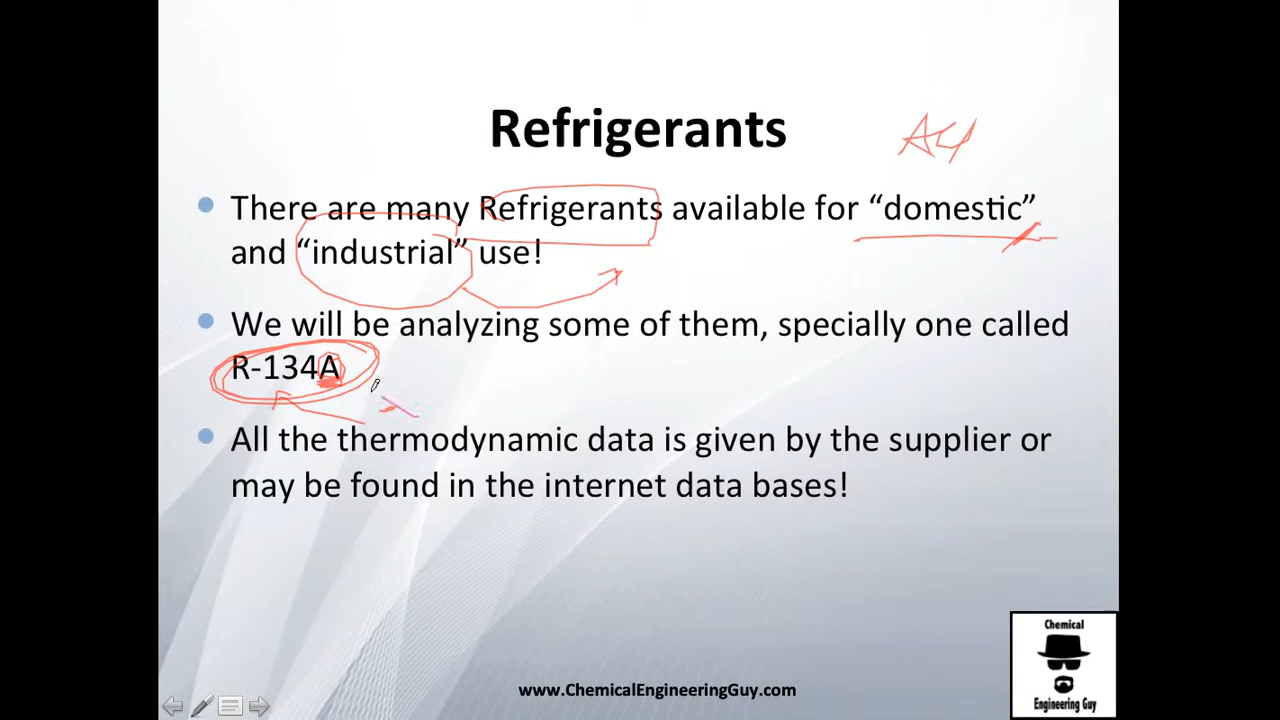 Refrigerants
There are many Refrigerants available for “domestic”
and “industrial” use!
We will be analyzing some of them, specially one called
R-134A
All the thermodynamic data is given by the supplier or
may be found in the internet data bases!
www.ChemicalEngineeringGuy.com
Chemical
Engineering Guy